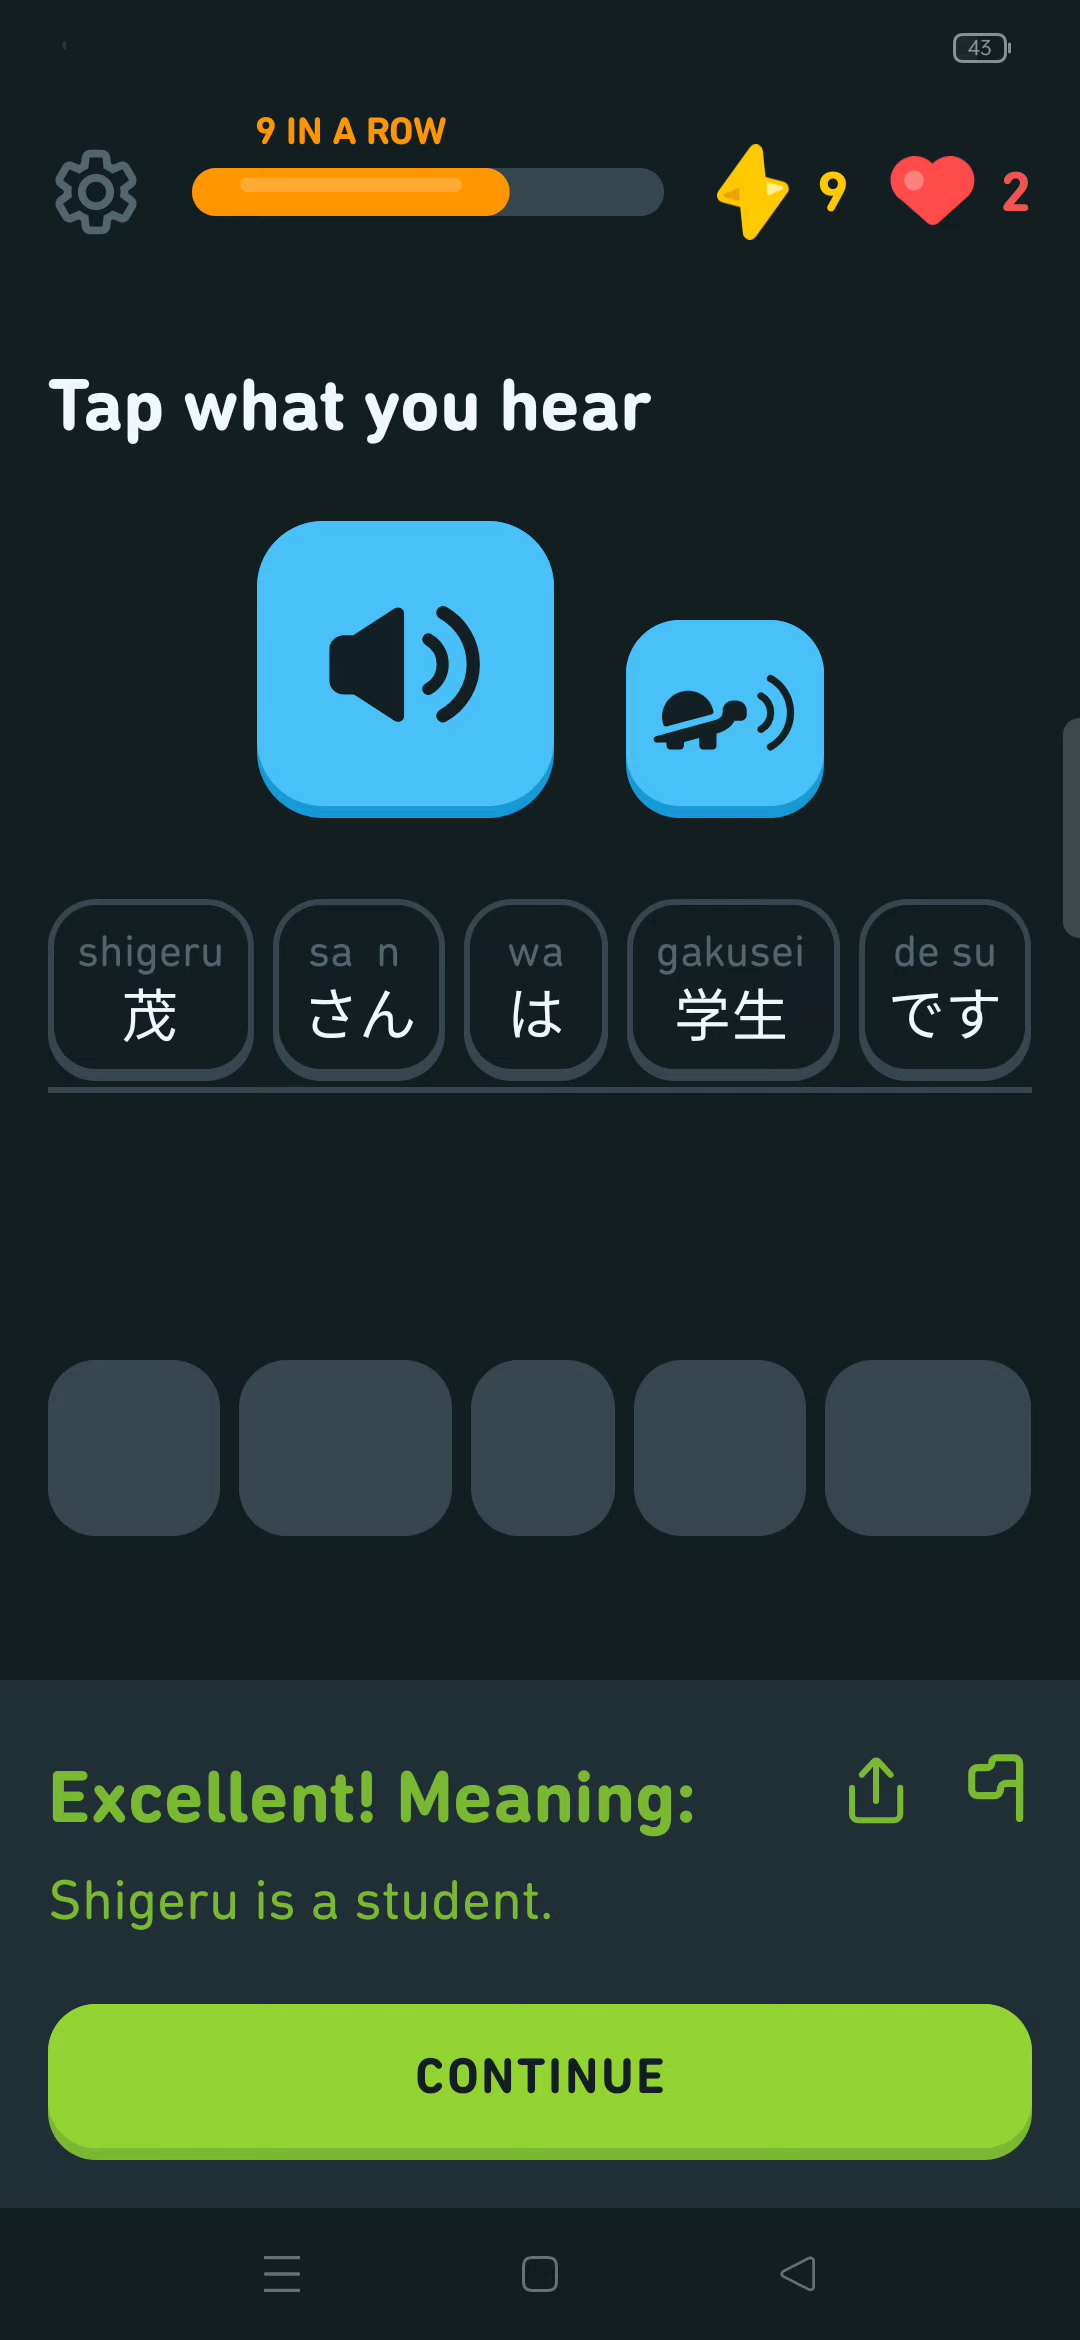 43
9 IN A ROW
9
2
Tap what you hear
shigeru sa n wa gakusei de su
茂 さん は 学生 です
Excellent! Meaning:
Shigeru is a student.
CONTINUE